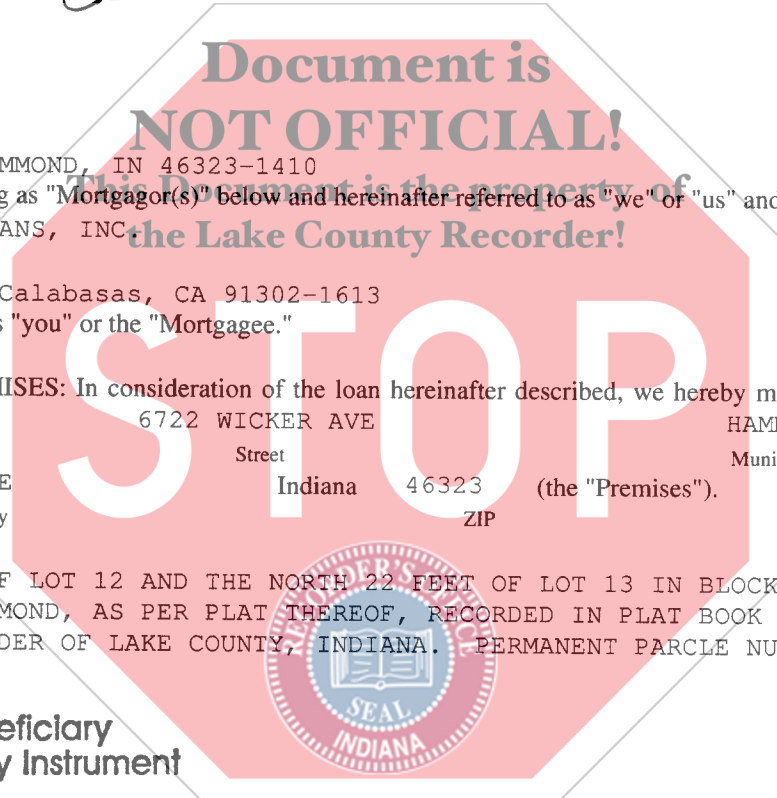 Document is
NOT OFFICIAL!
MMOND, IN 46323-1410
This Document is the property of
g as "Mortgagor(s)" below and hereinafter referred to as "we" or "us" and
ANS, INC.
the Lake County Recorder!
Calabasas, CA 91302-1613
s "you" or the "Mortgagee."
STOP
IISES: In consideration of the loan hereinafter described, we hereby m
6722 WICKER AVE HAM
Street Muni
E Indiana 46323 (the "Premises").
y ZIP
F LOT 12 AND THE NORTH 22 FEET OF LOT 13 IN BLOCK
MOND, AS PER PLAT THEREOF, RECORDED IN PLAT BOOK
DER OF LAKE COUNTY, INDIANA. PERMANENT PARCLE NU
RECORDER'S OFFICE
SEAL
INDIANA
eficiary
y Instrument